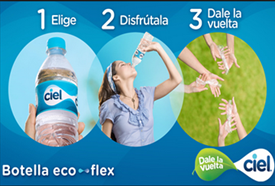 1 Elige
2 Disfrútala
3 Dale la
vuelta
ciel
Dale la
vuelta
ciel
Botella eco flex